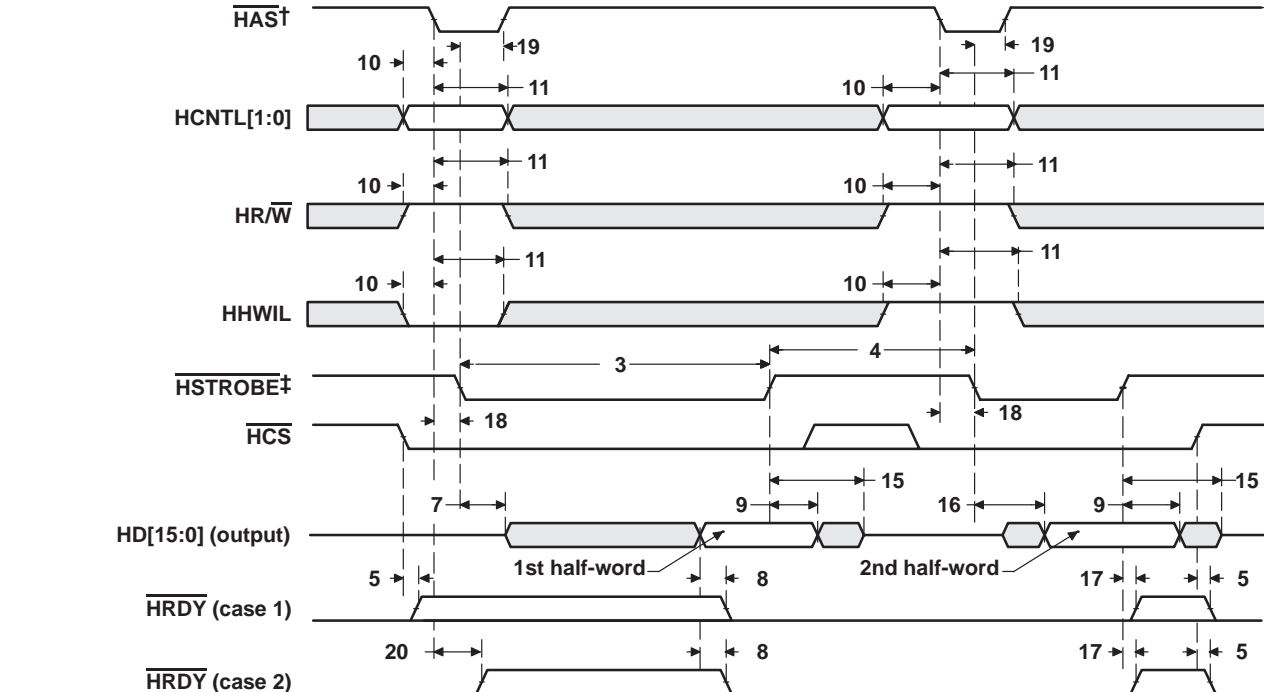 HAS†
19
19
10
11
11
10
HCNTL[1:0]
11
11
10
10
HR/W
11
11
10
10
HHWIL
4
3
HSTROBE‡
18
18
HCS
15
15
7
9
16
9
HD[15:0] (output)
1st half-word
2nd half-word
5
8
17
5
HRDY (case 1)
20
8
17
5
HRDY (case 2)